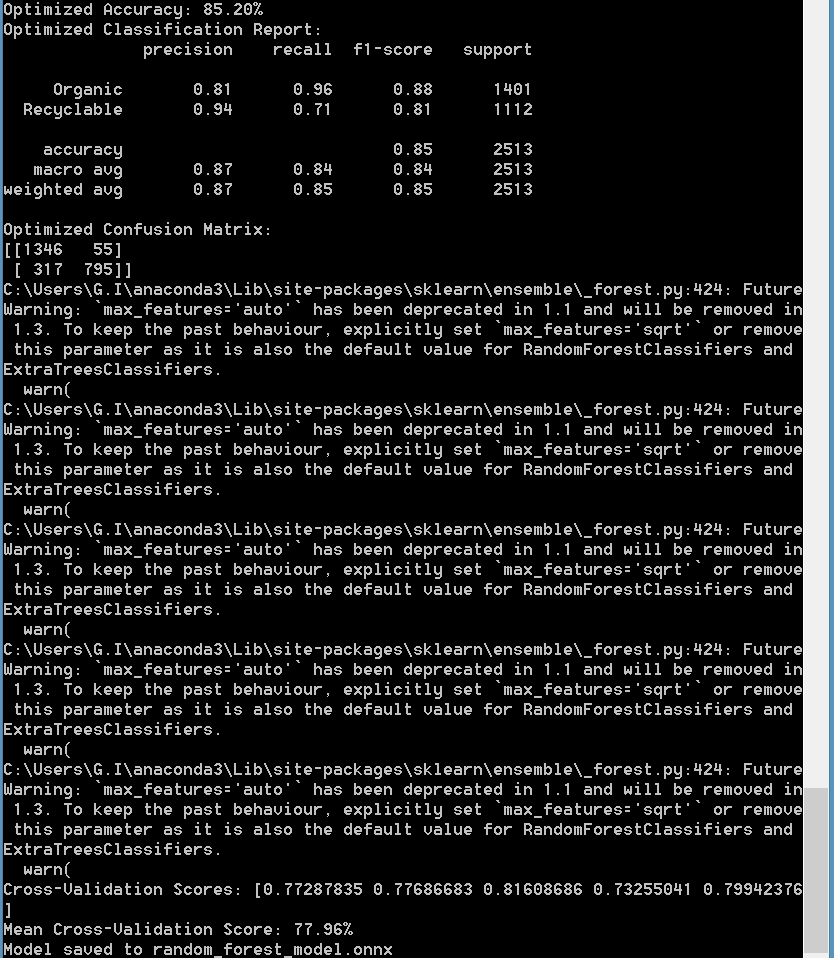 Optimized Accuracy: 85.20%
Optimized Classification Report:
              precision    recall  f1-score   support

     Organic       0.81      0.96      0.88      1401
  Recyclable       0.94      0.71      0.81      1112

    accuracy                           0.85      2513
   macro avg       0.87      0.84      0.84      2513
weighted avg       0.87      0.85      0.85      2513

Optimized Confusion Matrix:
[[1346   55]
 [ 317  795]]
C:\Users\G.I\anaconda3\Lib\site-packages\sklearn\ensemble\_forest.py:424: Future
Warning: `max_features='auto'` has been deprecated in 1.1 and will be removed in
 1.3. To keep the past behaviour, explicitly set `max_features='sqrt'` or remove
 this parameter as it is also the default value for RandomForestClassifiers and
ExtraTreesClassifiers.
  warn(
C:\Users\G.I\anaconda3\Lib\site-packages\sklearn\ensemble\_forest.py:424: Future
Warning: `max_features='auto'` has been deprecated in 1.1 and will be removed in
 1.3. To keep the past behaviour, explicitly set `max_features='sqrt'` or remove
 this parameter as it is also the default value for RandomForestClassifiers and
ExtraTreesClassifiers.
  warn(
C:\Users\G.I\anaconda3\Lib\site-packages\sklearn\ensemble\_forest.py:424: Future
Warning: `max_features='auto'` has been deprecated in 1.1 and will be removed in
 1.3. To keep the past behaviour, explicitly set `max_features='sqrt'` or remove
 this parameter as it is also the default value for RandomForestClassifiers and
ExtraTreesClassifiers.
  warn(
C:\Users\G.I\anaconda3\Lib\site-packages\sklearn\ensemble\_forest.py:424: Future
Warning: `max_features='auto'` has been deprecated in 1.1 and will be removed in
 1.3. To keep the past behaviour, explicitly set `max_features='sqrt'` or remove
 this parameter as it is also the default value for RandomForestClassifiers and
ExtraTreesClassifiers.
  warn(
C:\Users\G.I\anaconda3\Lib\site-packages\sklearn\ensemble\_forest.py:424: Future
Warning: `max_features='auto'` has been deprecated in 1.1 and will be removed in
 1.3. To keep the past behaviour, explicitly set `max_features='sqrt'` or remove
 this parameter as it is also the default value for RandomForestClassifiers and
ExtraTreesClassifiers.
  warn(
Cross-Validation Scores: [0.77287835 0.77686683 0.81608686 0.73255041 0.79942376
]
Mean Cross-Validation Score: 77.96%
Model saved to random_forest_model.onnx